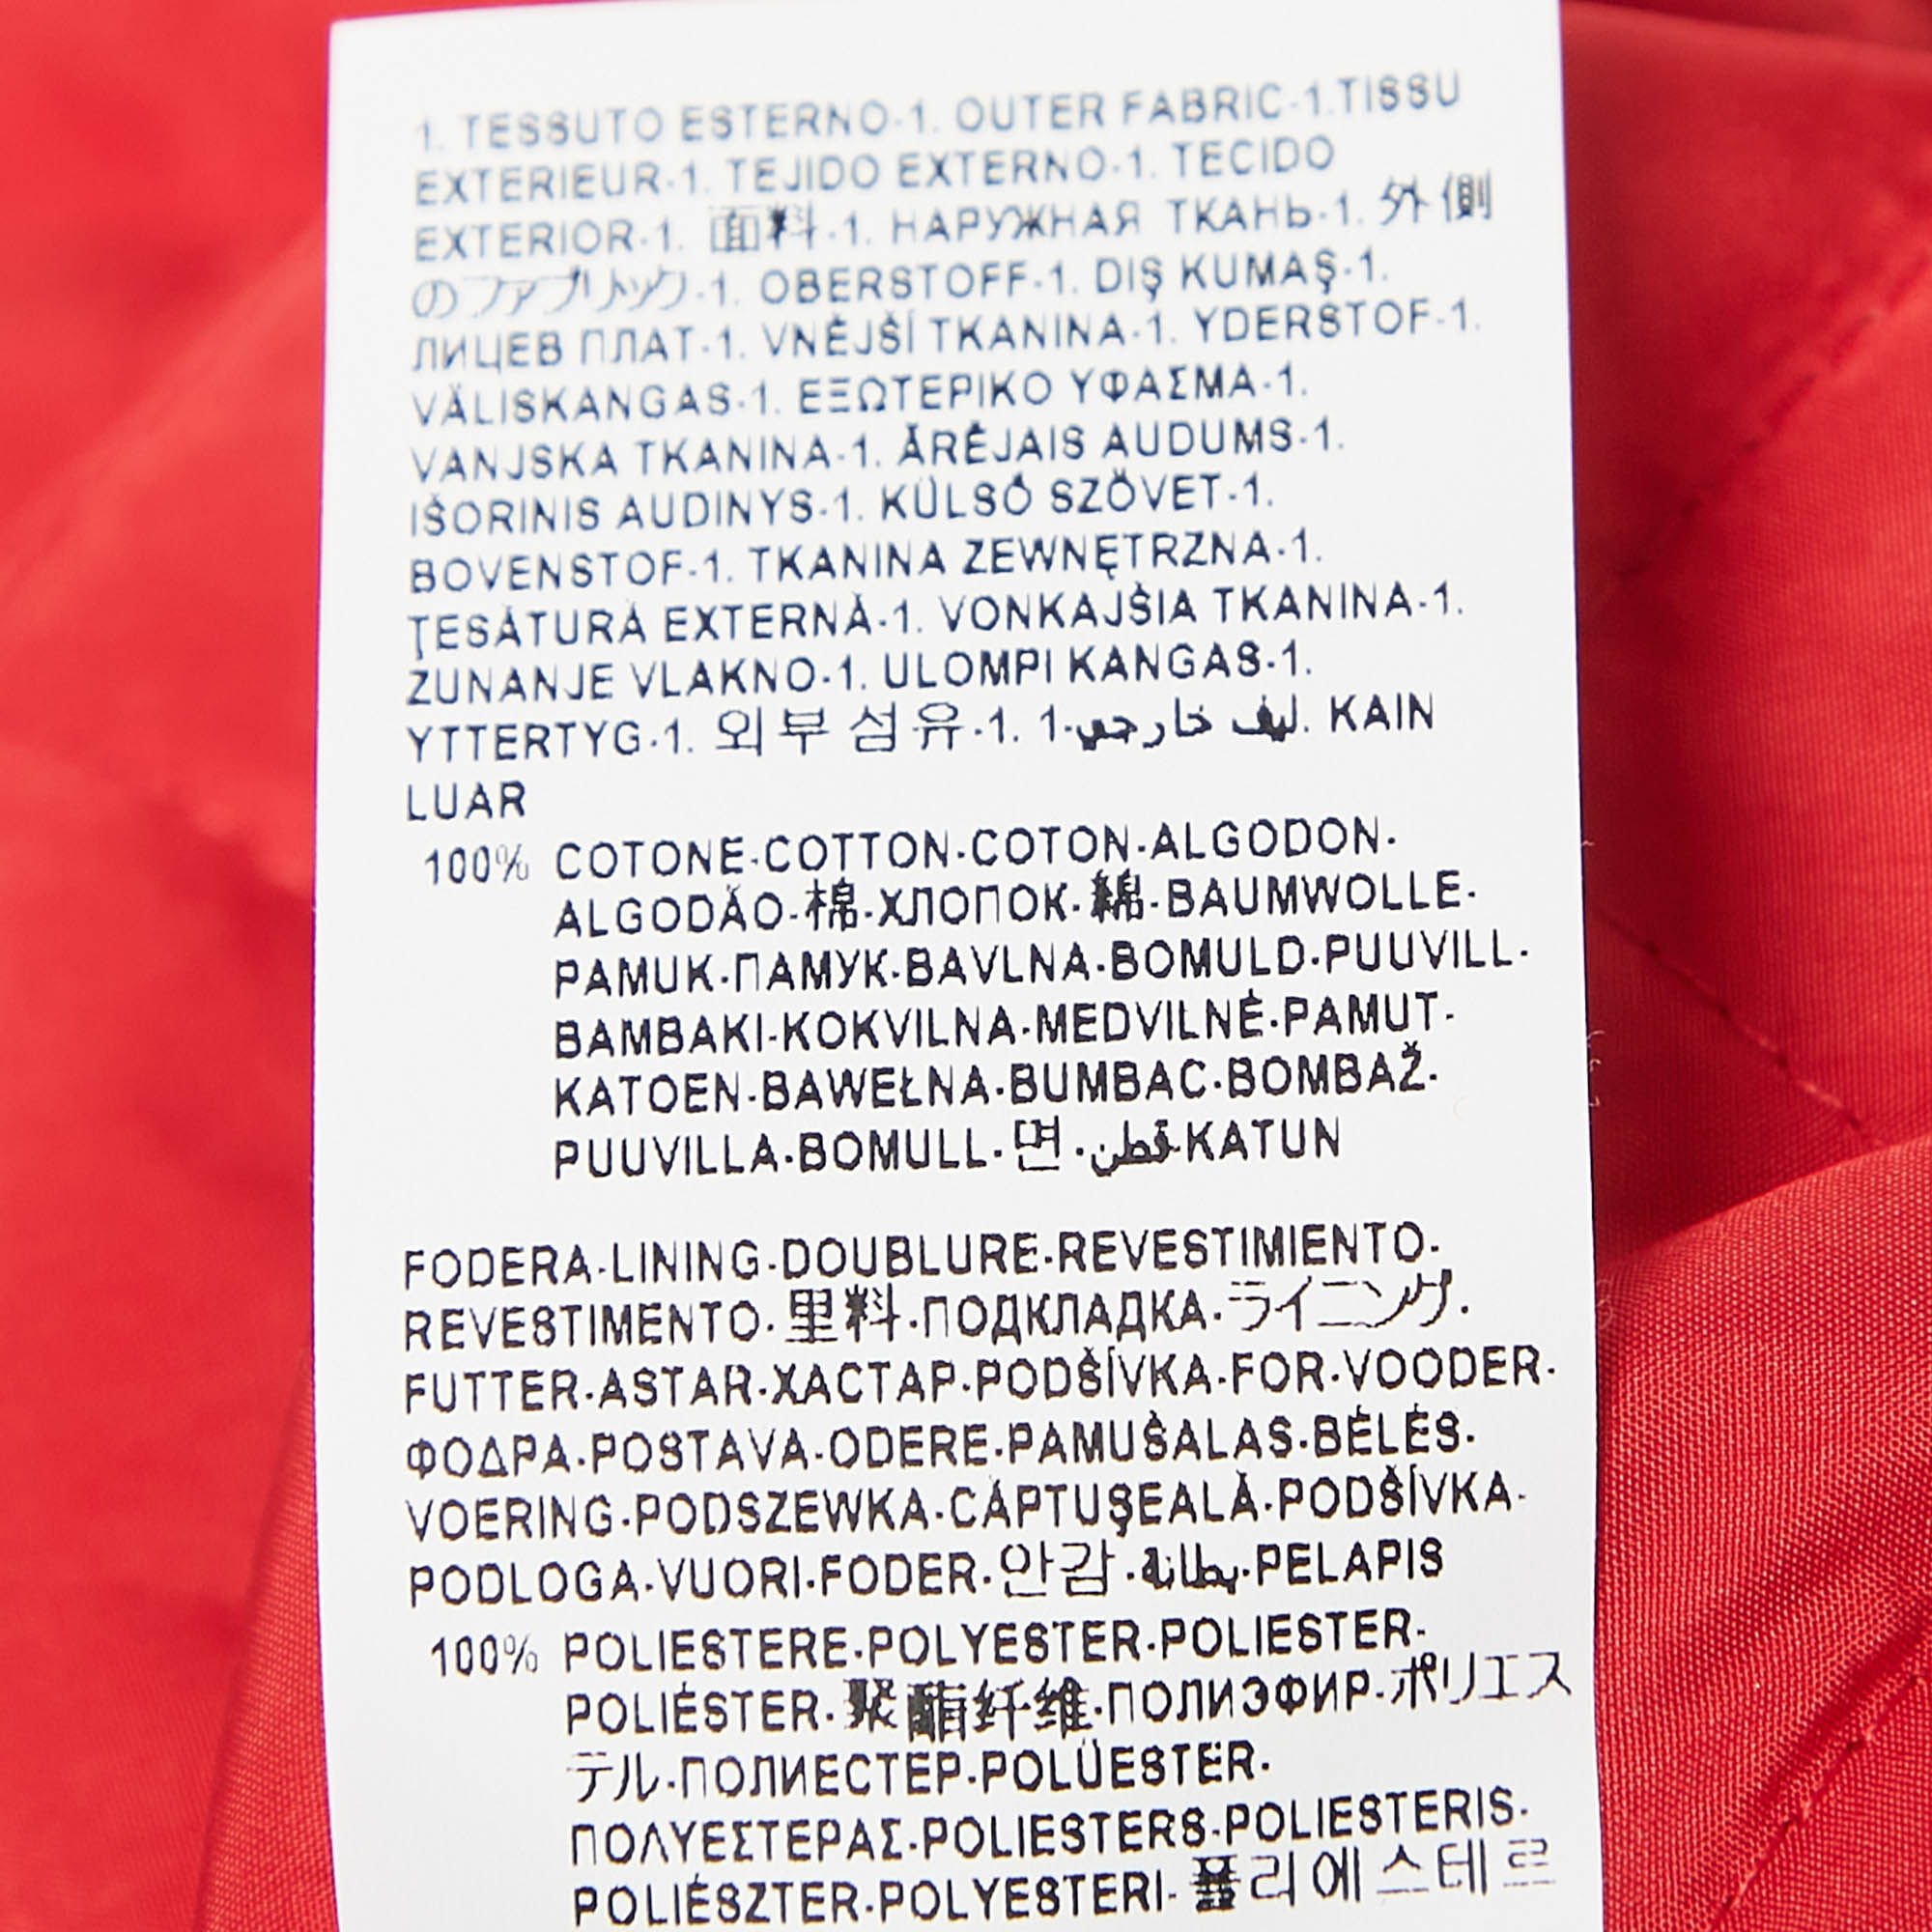 1. TESSUTO ESTERNO-1. OUTER FABRIC-1.TISSU
EXTERIEUR-1. TEJIDO EXTERNO-1. TECIDO
EXTERIOR-1. 面料-1. НАРУЖНАЯ ТКАНЬ-1. 外側
のファブリック-1. OBERSTOFF-1. DIŞ KUMAŞ-1.
ЛИЦЕВ ПЛАТ-1. VNĚJŠÍ TKANINA-1. YDERSTOF-1.
VÄLISKANGAS-1. ΕΞΩΤΕΡΙΚΟ ΥΦΑΣΜΑ-1.
VANJSKA TKANINA-1. ĀRĒJAIS AUDUMS-1.
IŠORINIS AUDINYS-1. KÜLSŐ SZÖVET-1.
BOVENSTOF-1. TKANINA ZEWNĘTRZNA-1.
ŢESĂTURĂ EXTERNĂ-1. VONKAJŠIA TKANINA-1.
ZUNANJE VLAKNO-1. ULOMPI KANGAS-1.
YTTERTYG-1. 외부 섬유-1. 1-ليف خارجي. KAIN
LUAR
100% COTONE-COTTON-COTON-ALGODON-
ALGODÃO-棉-ХЛОПОК-綿-BAUMWOLLE-
PAMUK-ПАМУК-BAVLNA-BOMULD-PUUVILL-
BAMBAKI-KOKVILNA-MEDVILNĖ-PAMUT-
KATOEN-BAWEŁNA-BUMBAC-BOMBAŽ-
PUUVILLA-BOMULL-면-قطن-KATUN
FODERA-LINING-DOUBLURE-REVESTIMIENTO-
REVESTIMENTO-里料-ПОДКЛАДКА-ライニング-
FUTTER-ASTAR-ХАСТАР-PODŠÍVKA-FOR-VOODER-
ΦΟΔΡΑ-POSTAVA-ODERE-PAMUŠALAS-BÉLÉS-
VOERING-PODSZEWKA-CĂPTUŞEALĂ-PODŠÍVKA-
PODLOGA-VUORI-FODER-안감-بطانة-PELAPIS
100% POLIESTERE-POLYESTER-POLIESTER-
POLIÉSTER-聚酯纤维-ПОЛИЭФИР-ポリエス
テル-ПОЛИЕСТЕР-POLÜESTER-
ΠΟΛΥΕΣΤΕΡΑΣ-POLIESTERS-POLIESTERIS-
POLIÉSZTER-POLYESTERI-폴리에스테르